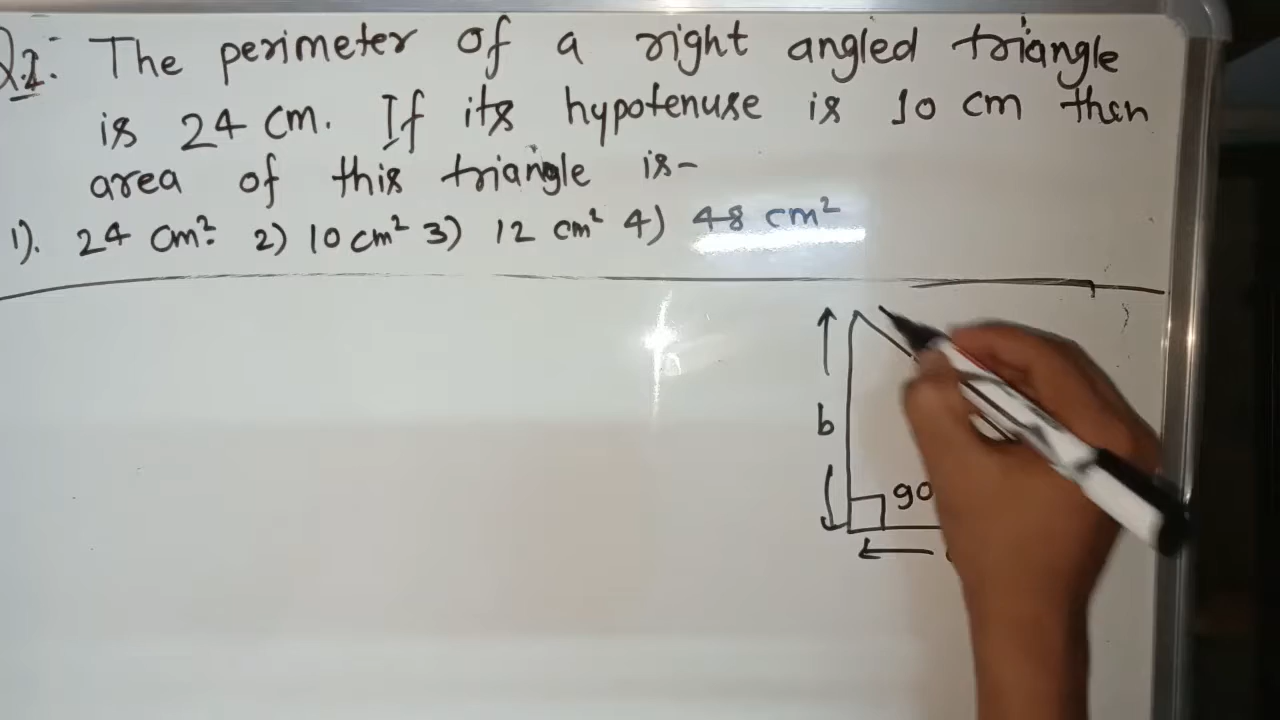 Q.1: The perimeter of a right angled triangle
is 24 cm. If its hypotenuse is 10 cm then
area of this triangle is-
1). 24 cm². 2) 10 cm² 3) 12 cm² 4) 48 cm²
b
90